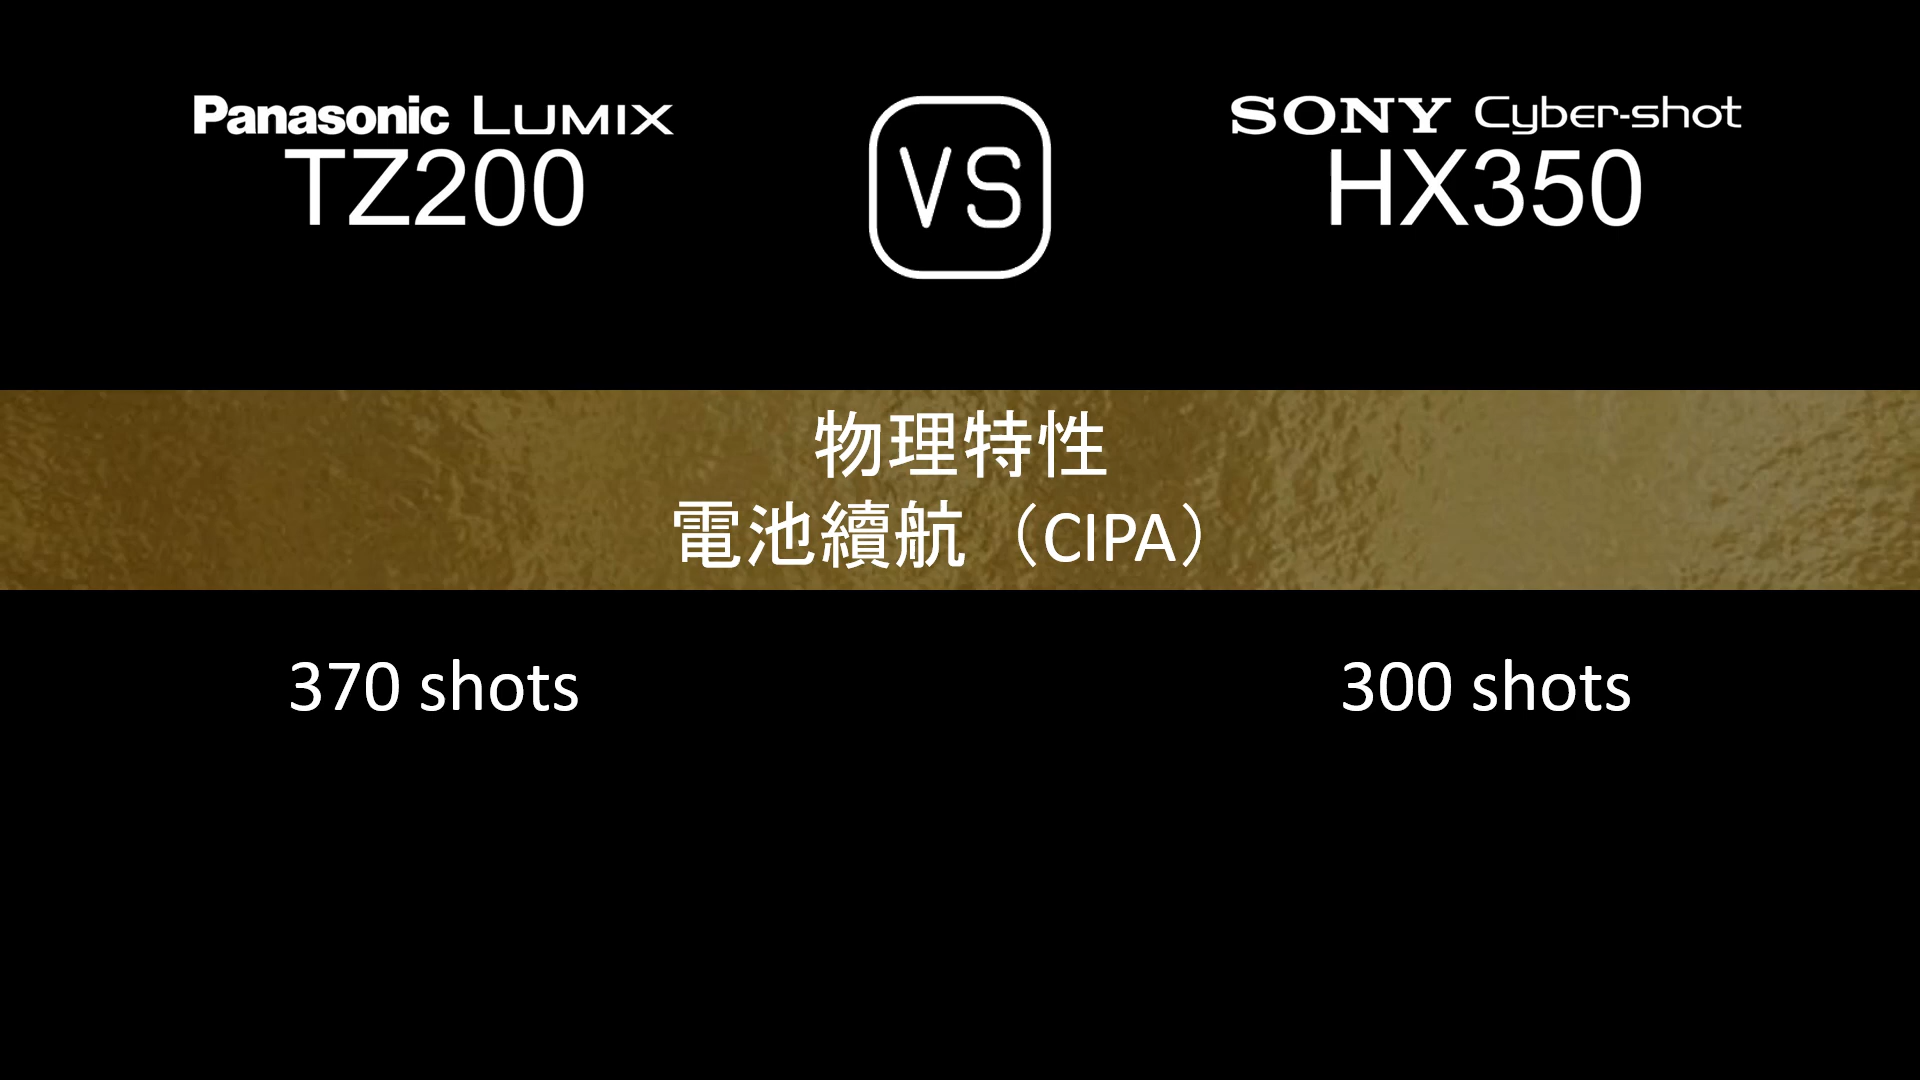 Panasonic LUMIX
TZ200
VS
SONY Cyber-shot
HX350
物理特性
電池續航（CIPA）
370 shots
300 shots